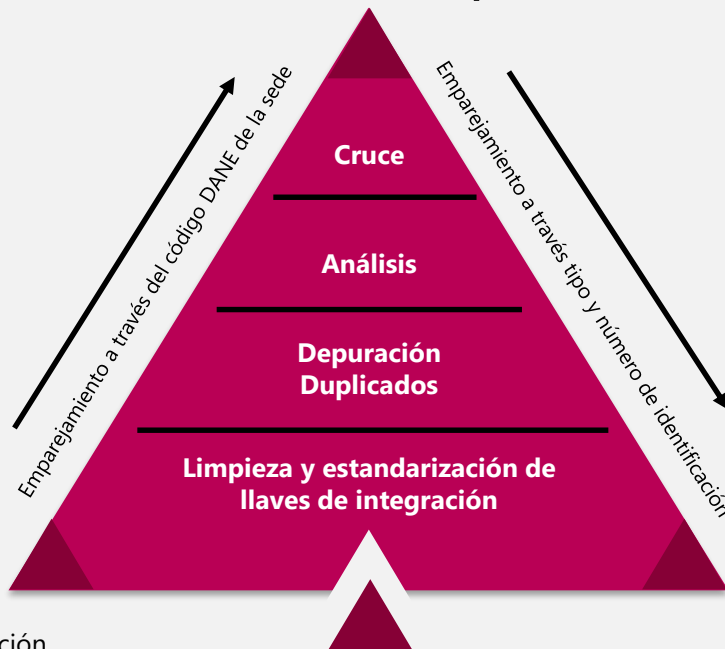 Emparejamiento a través del código DANE de la sede
Emparejamiento a través tipo y número de identificación
Cruce
Análisis
Depuración
Duplicados
Limpieza y estandarización de
llaves de integración